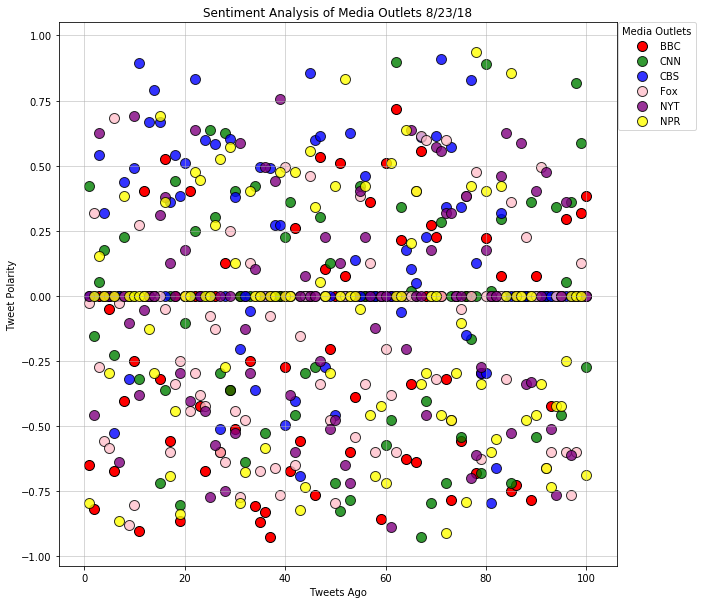 Sentiment Analysis of Media Outlets 8/23/18
Media Outlets
BBC
CNN
CBS
Fox
NYT
NPR
1.00
0.75
0.50
0.25
0.00
−0.25
−0.50
−0.75
−1.00
Tweet Polarity
0 20 40 60 80 100
Tweets Ago